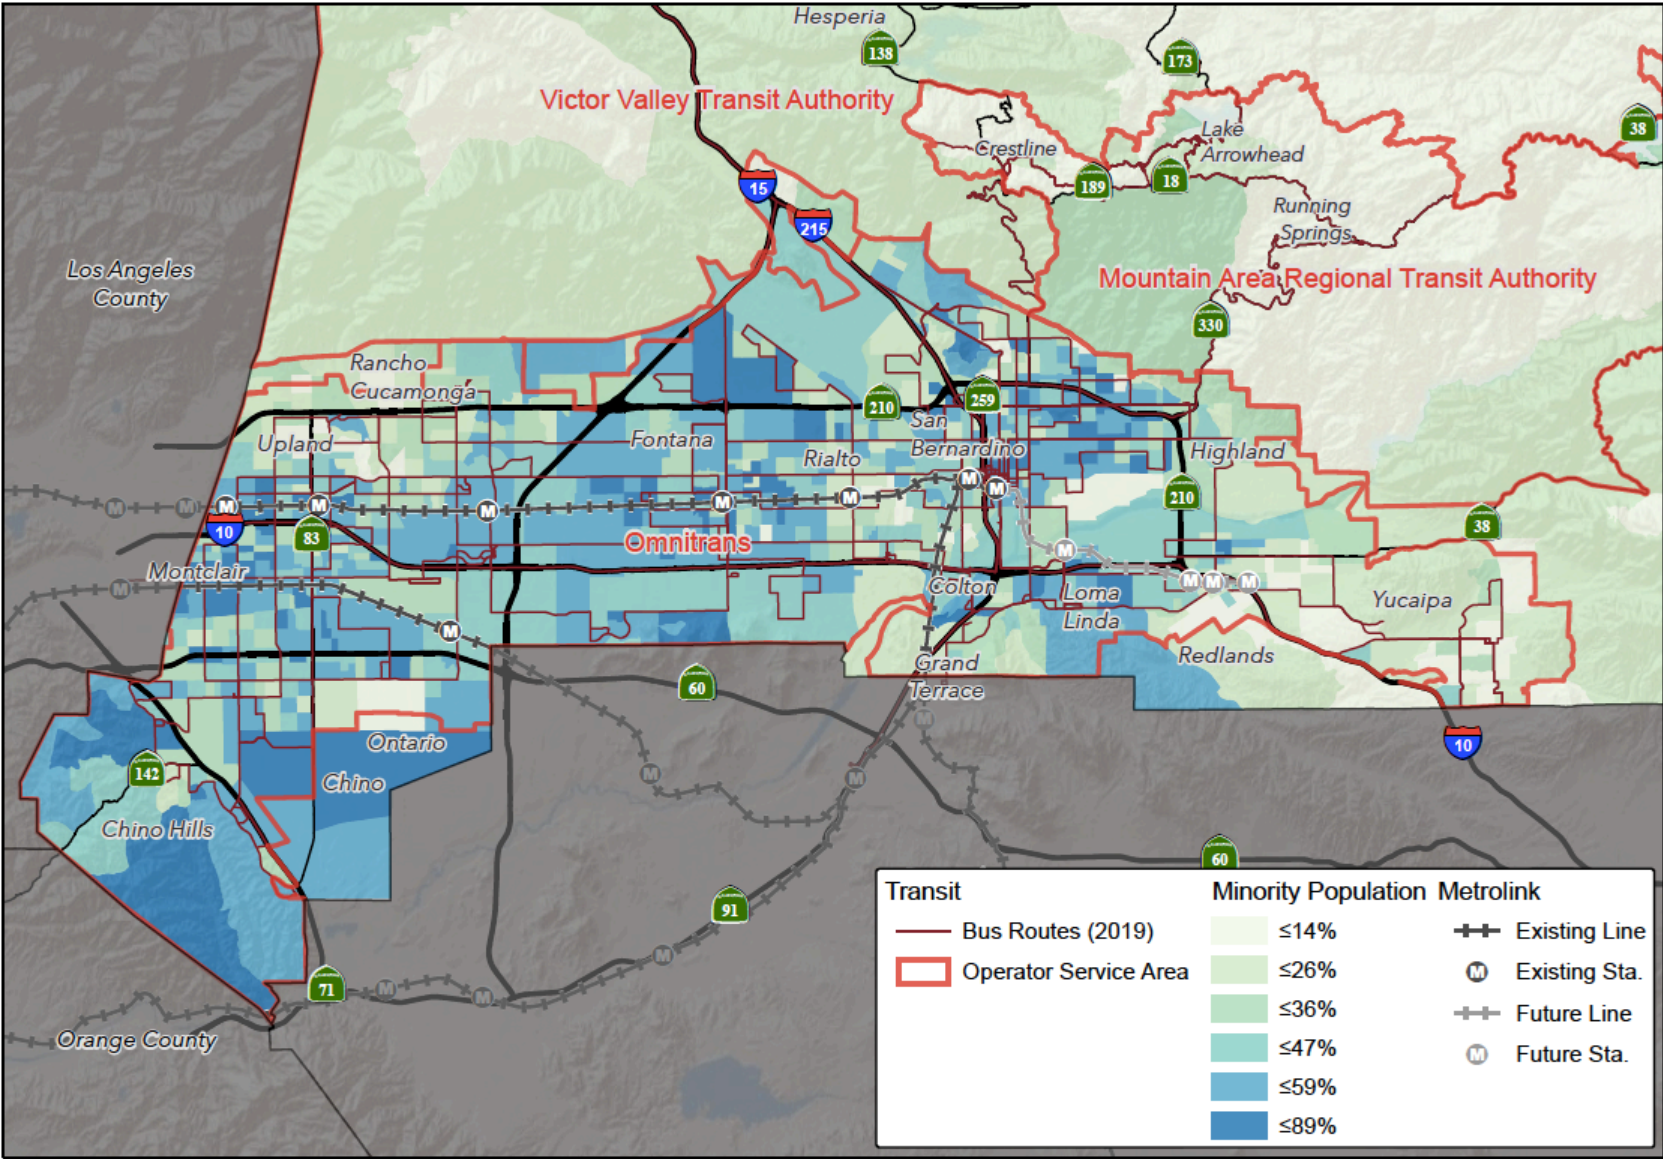 Hesperia
138
173
Victor Valley Transit Authority
38
Lake
Arrowhead
Crestline
15
189
18
215
Running
Springs
Los Angeles
County
Mountain Area Regional Transit Authority
330
Rancho
Cucamonga
210
259
San
Bernardino
Upland
Fontana
Rialto
Highland
M
M
M
M
M
M
M
M
M
210
10
83
Omnitrans
38
M
Montclair
M
M
M
M
Colton
Loma
Linda
Yucaipa
M
Grand
Terrace
Redlands
60
M
Ontario
10
142
Chino
M
M
Chino Hills
60
91
M
71
M
M
Orange County
Transit
Bus Routes (2019)
Operator Service Area
Minority Population
≤14%
≤26%
≤36%
≤47%
≤59%
≤89%
Metrolink
Existing Line
M Existing Sta.
Future Line
M Future Sta.